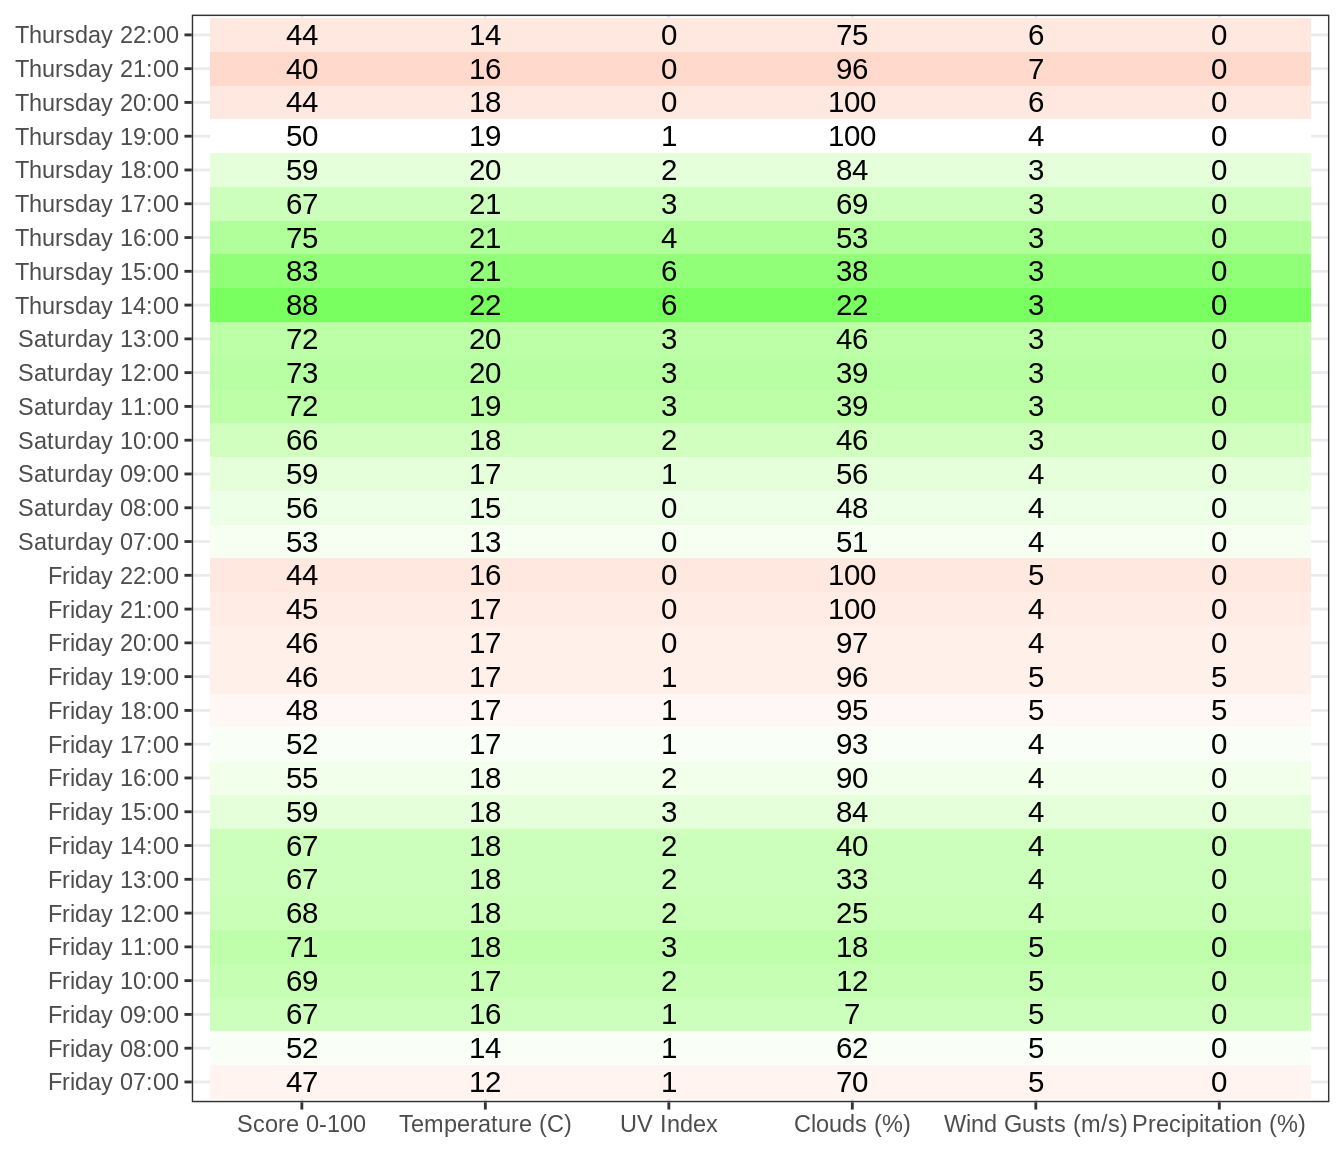 Thursday 22:00 44 14 0 75 6 0
Thursday 21:00 40 16 0 96 7 0
Thursday 20:00 44 18 0 100 6 0
Thursday 19:00 50 19 1 100 4 0
Thursday 18:00 59 20 2 84 3 0
Thursday 17:00 67 21 3 69 3 0
Thursday 16:00 75 21 4 53 3 0
Thursday 15:00 83 21 6 38 3 0
Thursday 14:00 88 22 6 22 3 0
Saturday 13:00 72 20 3 46 3 0
Saturday 12:00 73 20 3 39 3 0
Saturday 11:00 72 19 3 39 3 0
Saturday 10:00 66 18 2 46 3 0
Saturday 09:00 59 17 1 56 4 0
Saturday 08:00 56 15 0 48 4 0
Saturday 07:00 53 13 0 51 4 0
Friday 22:00 44 16 0 100 5 0
Friday 21:00 45 17 0 100 4 0
Friday 20:00 46 17 0 97 4 0
Friday 19:00 46 17 1 96 5 5
Friday 18:00 48 17 1 95 5 5
Friday 17:00 52 17 1 93 4 0
Friday 16:00 55 18 2 90 4 0
Friday 15:00 59 18 3 84 4 0
Friday 14:00 67 18 2 40 4 0
Friday 13:00 67 18 2 33 4 0
Friday 12:00 68 18 2 25 4 0
Friday 11:00 71 18 3 18 5 0
Friday 10:00 69 17 2 12 5 0
Friday 09:00 67 16 1 7 5 0
Friday 08:00 52 14 1 62 5 0
Friday 07:00 47 12 1 70 5 0
Score 0-100 Temperature (C) UV Index Clouds (%) Wind Gusts (m/s) Precipitation (%)